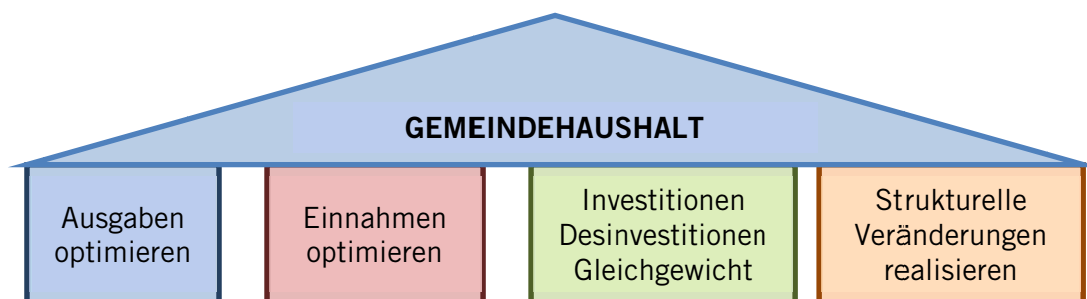 GEMEINDEHAUSHALT
Ausgaben
optimieren
Einnahmen
optimieren
Investitionen
Desinvestitionen
Gleichgewicht
Strukturelle
Veränderungen
realisieren